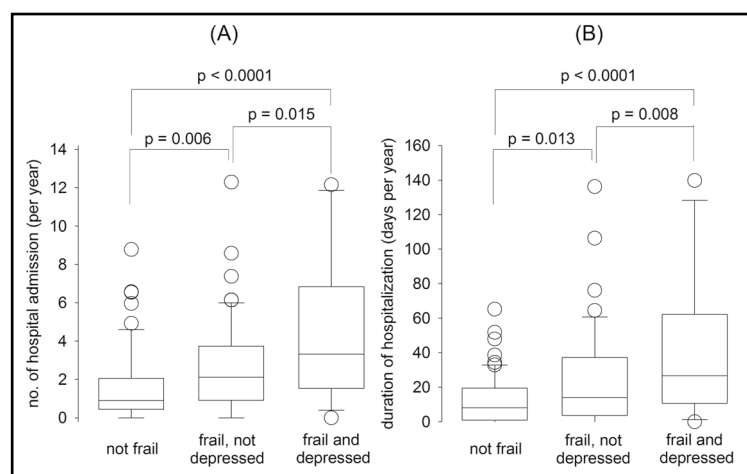 (A)
p < 0.0001
p = 0.015
p = 0.006
no. of hospital admission (per year)
14
12
10
8
6
4
2
0
not frail
frail, not
depressed
frail and
depressed
(B)
p < 0.0001
p = 0.008
p = 0.013
duration of hospitalization (days per year)
160
140
120
100
80
60
40
20
0
not frail
frail, not
depressed
frail and
depressed